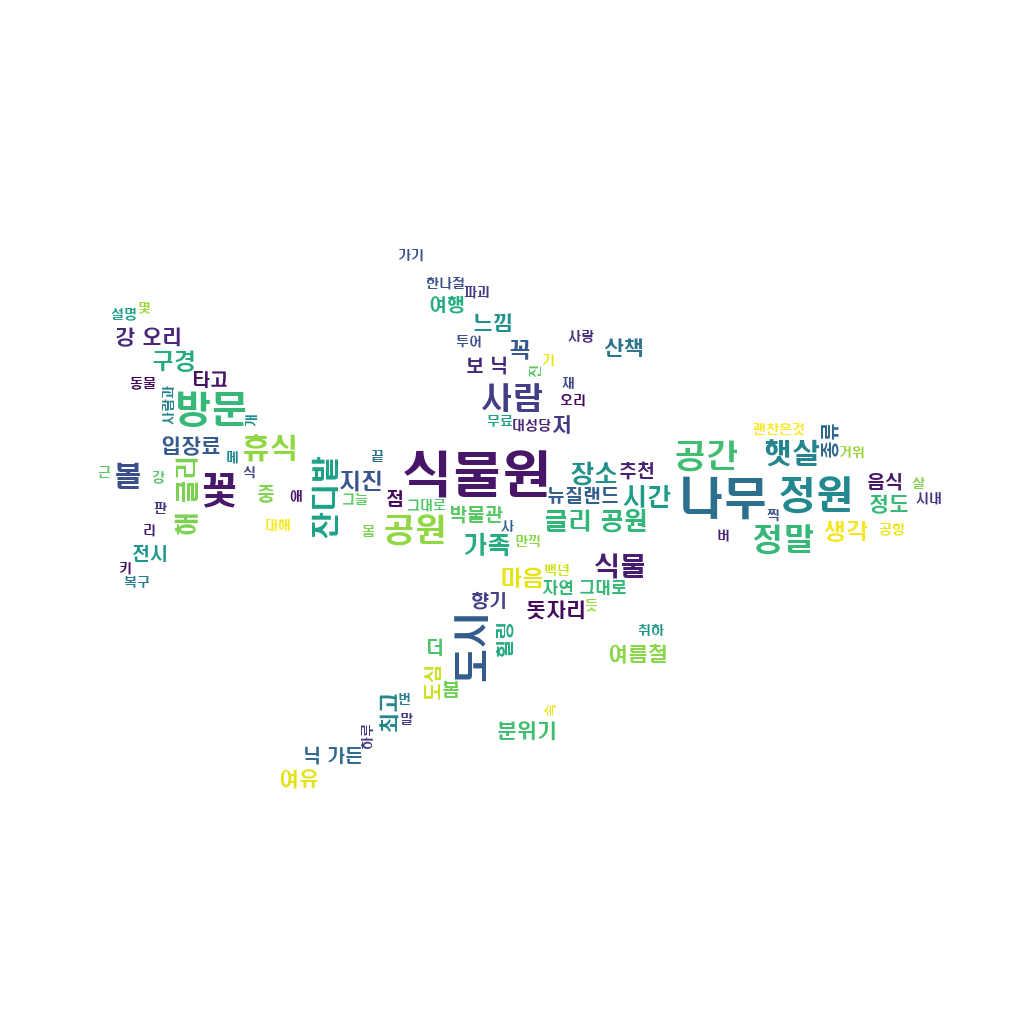 가기
한나절
파괴
여행
설명
몇
느낌
강 오리
투어
꼭
사랑
산책
구경
보 닉
기
전
타고
동물
재
사람
오리
방문
사람과
개
무료
대성당
저
괜찮은것
종류
입장료
휴식
메
끝
식물원
장소
추천
공간
햇살
거위
근
볼
강
해 글리
꽃
식
중
애
잔디밭
지진
그늘
점
그대로
뉴질랜드
시간
나무
정원
음식
살
정도
시내
판
리
대해
몸
공원
박물관
사
글리 공원
찍
버
정말
생각
공항
전시
가족
만끽
키
복구
마음
백년
식물
자연 그대로
향기
돗자리
듯
도시
힐링
더
취하
여름철
도심
봄
최고
번
말
속
분위기
하루
닉 가든
여유